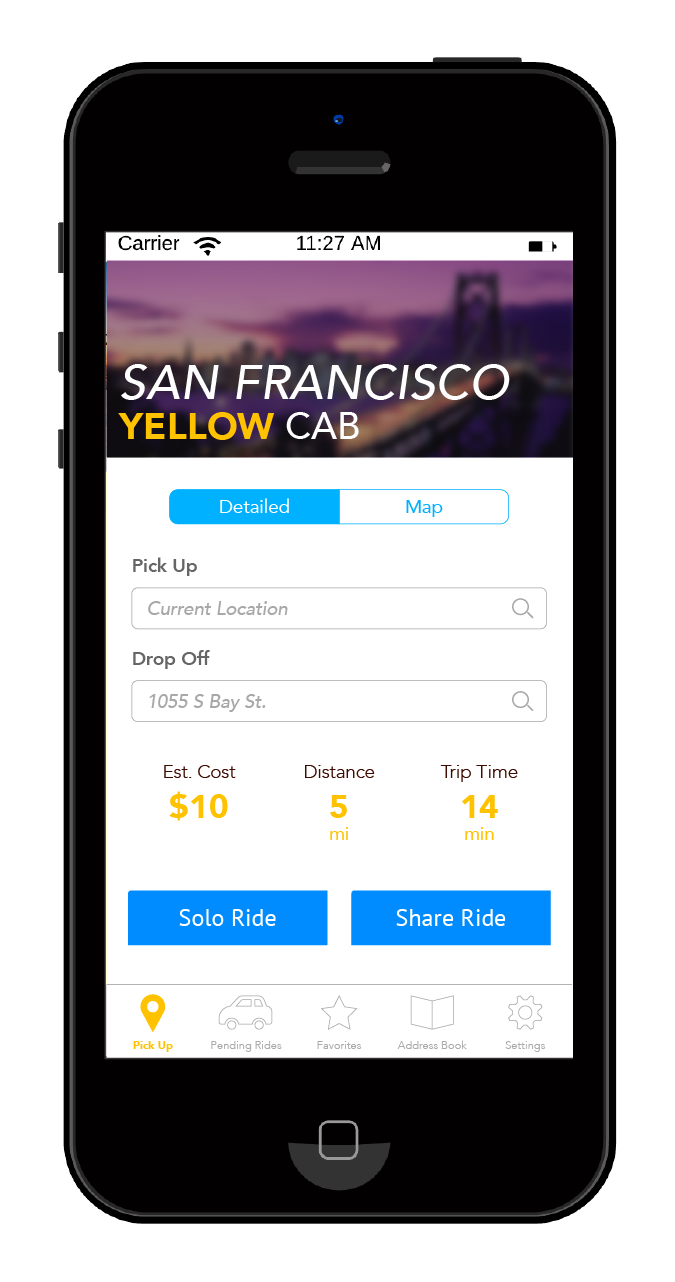 Carrier 11:27 AM
SAN FRANCISCO
YELLOW CAB
Detailed Map
Pick Up
Current Location
Drop Off
1055 S Bay St.
Est. Cost Distance Trip Time
$10 5 14
mi min
Solo Ride Share Ride
Pick Up Pending Rides Favorites Address Book Settings